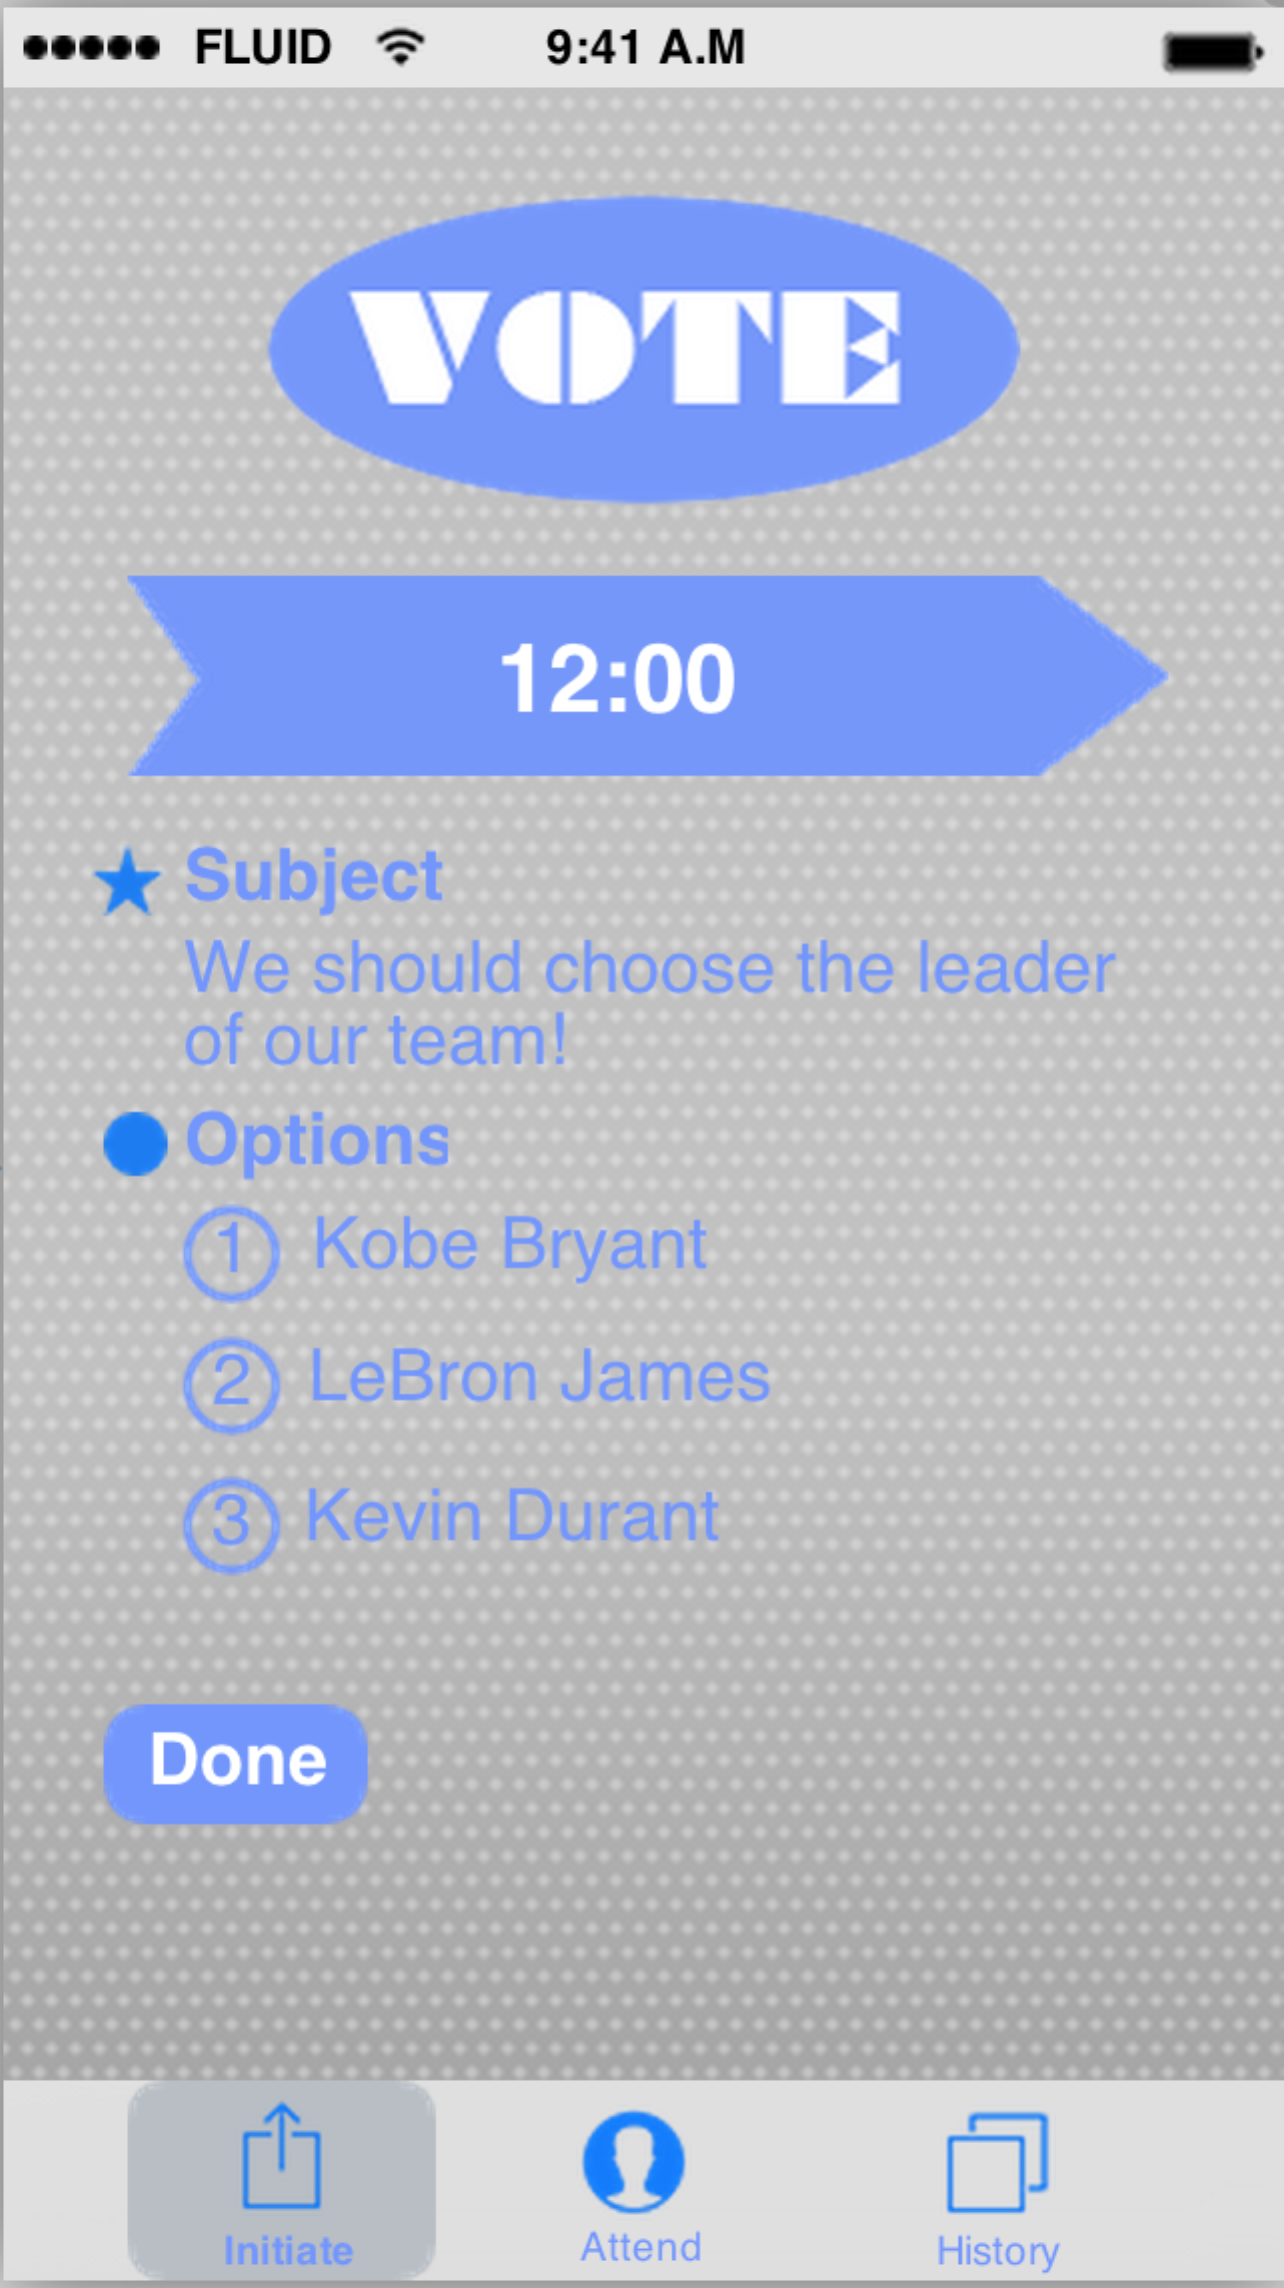 FLUID 9:41 A.M
VOTE
12:00
Subject
We should choose the leader
of our team!
Options
1 Kobe Bryant
2 LeBron James
3 Kevin Durant
Done
Initiate Attend History